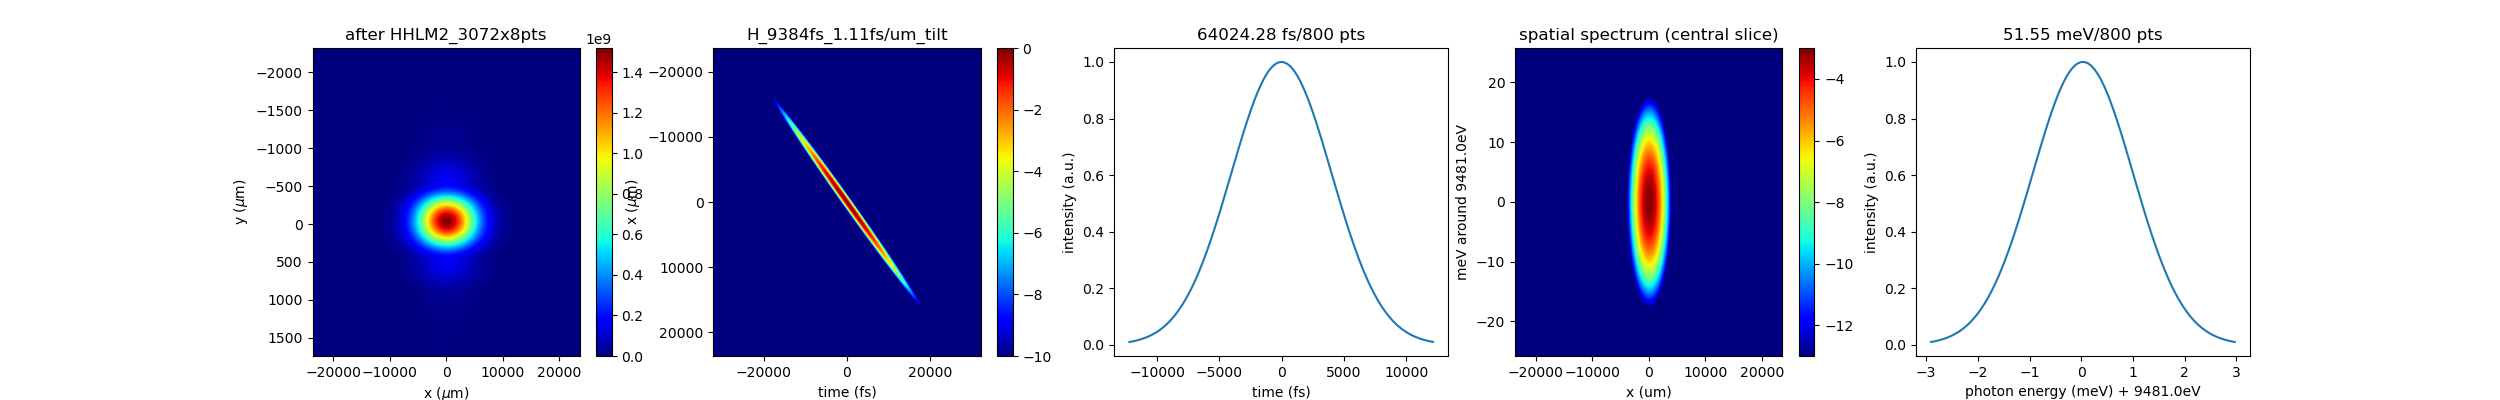 after HHLM2_3072x8pts
1e9
−2000
−1500
−1000
−500
0
500
1000
1500
y (μm)
−20000 −10000 0 10000 20000
x (μm)
1.4
1.2
1.0
0.8
0.6
0.4
0.2
0.0
H_9384fs_1.11fs/um_tilt
−20000
−10000
0
10000
20000
x (μm)
−20000 0 20000
time (fs)
0
−2
−4
−6
−8
−10
64024.28 fs/800 pts
1.0
0.8
0.6
0.4
0.2
0.0
intensity (a.u.)
−10000 −5000 0 5000 10000
time (fs)
spatial spectrum (central slice)
20
10
0
−10
−20
meV around 9481.0eV
−20000 −10000 0 10000 20000
x (um)
−4
−6
−8
−10
−12
51.55 meV/800 pts
1.0
0.8
0.6
0.4
0.2
0.0
intensity (a.u.)
−3 −2 −1 0 1 2 3
photon energy (meV) + 9481.0eV